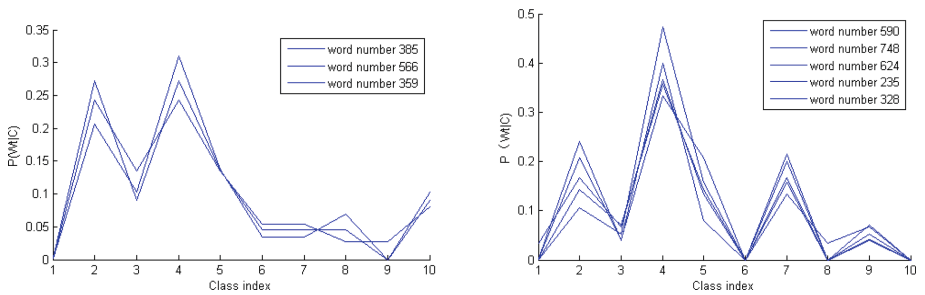 0.35
0.3
0.25
0.2
0.15
0.1
0.05
0
P(Wt|C)
1 2 3 4 5 6 7 8 9 10
Class index
word number 385
word number 566
word number 359
0.5
0.4
0.3
0.2
0.1
0
P（Wt|C)
1 2 3 4 5 6 7 8 9 10
Class index
word number 590
word number 748
word number 624
word number 235
word number 328